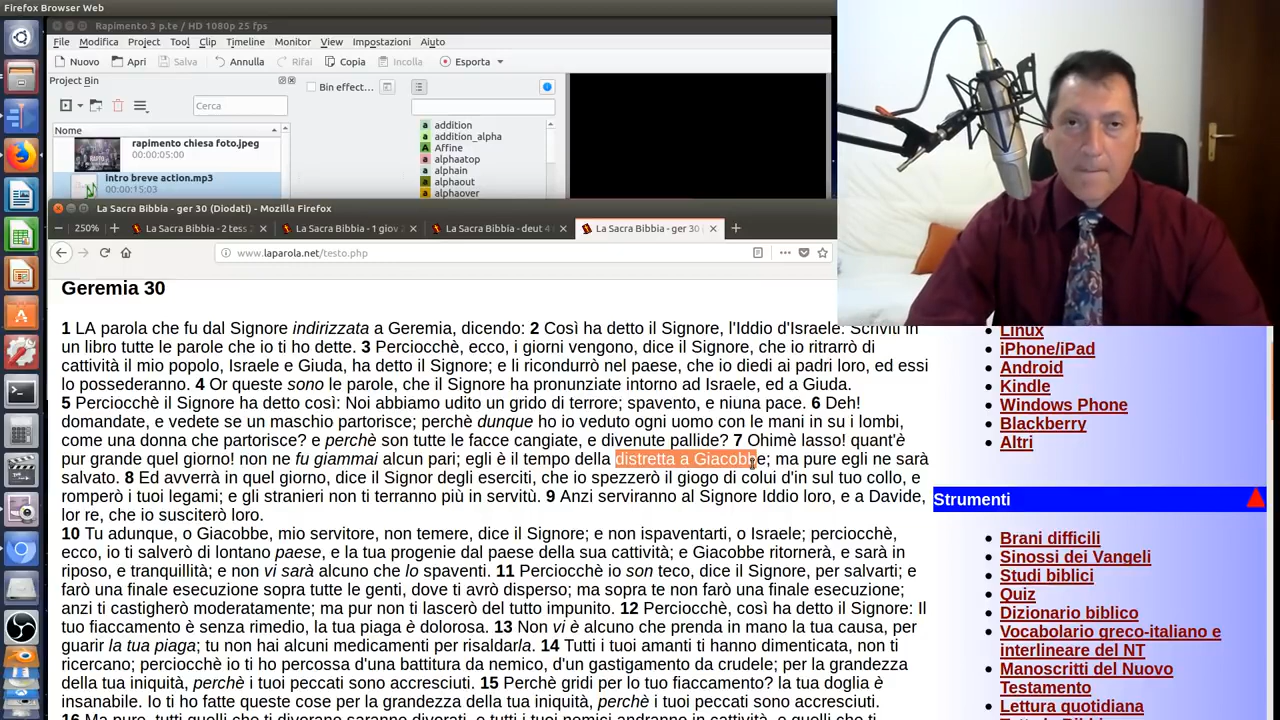 Firefox Browser Web
Rapimento 3 p.te / HD 1080p 25 fps
File Modifica Project Tool Clip Timeline Monitor View Impostazioni Aiuto
Nuovo Apri Salva Annulla Rifai Copia Incolla Esporta
Project Bin
Bin effect…
Cerca
Nome
rapimento chiesa foto.jpeg
00:00:05:00
intro breve action.mp3
00:00:15:03
addition
addition_alpha
Affine
alphaatop
alphain
alphaout
alphaover
La Sacra Bibbia - ger 30 (Diodati) - Mozilla Firefox
250%
La Sacra Bibbia - 2 tess
La Sacra Bibbia - 1 giov
La Sacra Bibbia - deut 4
La Sacra Bibbia - ger 30
www.laparola.net/testo.php
Geremia 30
1 LA parola che fu dal Signore indirizzata a Geremia, dicendo: 2 Così ha detto il Signore, l'Iddio d'Israele: Scriviti in
un libro tutte le parole che io ti ho dette. 3 Perciocchè, ecco, i giorni vengono, dice il Signore, che io ritrarrò di
cattività il mio popolo, Israele e Giuda, ha detto il Signore; e li ricondurrò nel paese, che io diedi ai padri loro, ed essi
lo possederanno. 4 Or queste sono le parole, che il Signore ha pronunziate intorno ad Israele, ed a Giuda.
5 Perciocchè il Signore ha detto così: Noi abbiamo udito un grido di terrore; spavento, e niuna pace. 6 Deh!
domandate, e vedete se un maschio partorisce; perchè dunque ho io veduto ogni uomo con le mani in su i lombi,
come una donna che partorisce? e perchè son tutte le facce cangiate, e divenute pallide? 7 Ohimè lasso! quant'è
pur grande quel giorno! non ne fu giammai alcun pari; egli è il tempo della distretta a Giacobbe; ma pure egli ne sarà
salvato. 8 Ed avverrà in quel giorno, dice il Signor degli eserciti, che io spezzerò il giogo di colui d'in sul tuo collo, e
romperò i tuoi legami; e gli stranieri non ti terranno più in servitù. 9 Anzi serviranno al Signore Iddio loro, e a Davide,
lor re, che io susciterò loro.
10 Tu adunque, o Giacobbe, mio servitore, non temere, dice il Signore; e non ispaventarti, o Israele; perciocchè,
ecco, io ti salverò di lontano paese, e la tua progenie dal paese della sua cattività; e Giacobbe ritornerà, e sarà in
riposo, e tranquillità; e non vi sarà alcuno che lo spaventi. 11 Perciocchè io son teco, dice il Signore, per salvarti; e
farò una finale esecuzione sopra tutte le genti, dove ti avrò disperso; ma sopra te non farò una finale esecuzione;
anzi ti castigherò moderatamente; ma pur non ti lascerò del tutto impunito. 12 Perciocchè, così ha detto il Signore: Il
tuo fiaccamento è senza rimedio, la tua piaga è dolorosa. 13 Non vi è alcuno che prenda in mano la tua causa, per
guarir la tua piaga; tu non hai alcuni medicamenti per risaldarla. 14 Tutti i tuoi amanti ti hanno dimenticata, non ti
ricercano; perciocchè io ti ho percossa d'una battitura da nemico, d'un gastigamento da crudele; per la grandezza
della tua iniquità, perchè i tuoi peccati si sono accresciuti. 15 Perchè gridi per lo tuo fiaccamento? la tua doglia è
insanabile. Io ti ho fatte queste cose per la grandezza della tua iniquità, perchè i tuoi peccati si sono accresciuti.
16 Ma pure, tutti quelli che ti divorano saranno divorati, e tutti i tuoi nemici andranno in cattività, e quelli che ti
Linux
iPhone/iPad
Android
Kindle
Windows Phone
Blackberry
Altri
Strumenti
Brani difficili
Sinossi dei Vangeli
Studi biblici
Quiz
Dizionario biblico
Vocabolario greco-italiano e
interlineare del NT
Manoscritti del Nuovo
Testamento
Lettura quotidiana